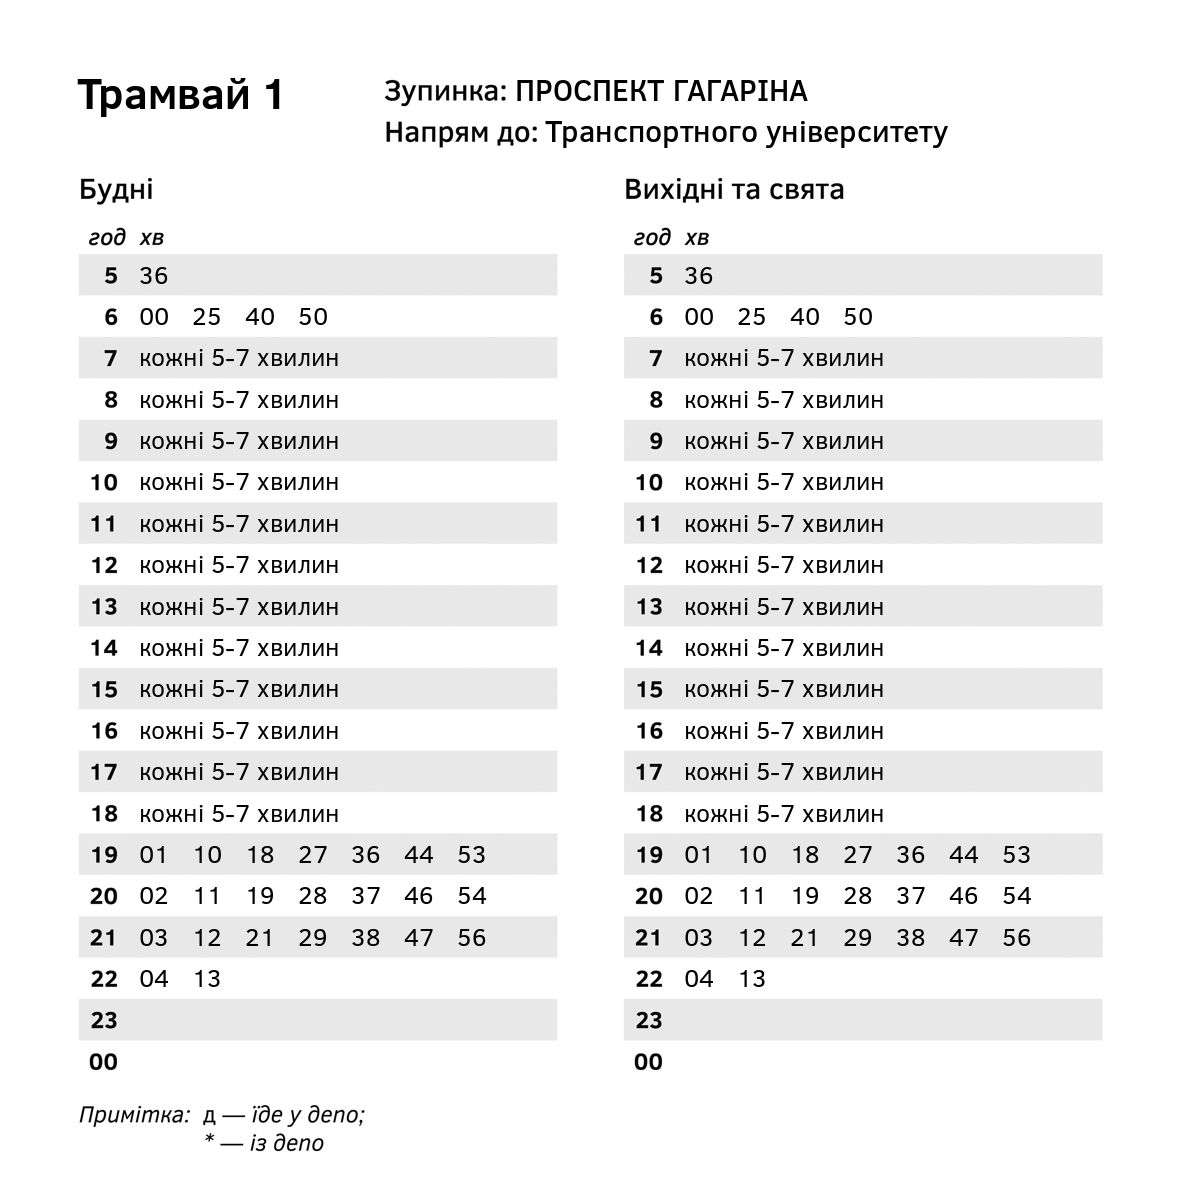 Трамвай 1
Зупинка: ПРОСПЕКТ ГАГАРІНА
Напрям до: Транспортного університету
Будні
год хв
5 36
6 00 25 40 50
7 кожні 5-7 хвилин
8 кожні 5-7 хвилин
9 кожні 5-7 хвилин
10 кожні 5-7 хвилин
11 кожні 5-7 хвилин
12 кожні 5-7 хвилин
13 кожні 5-7 хвилин
14 кожні 5-7 хвилин
15 кожні 5-7 хвилин
16 кожні 5-7 хвилин
17 кожні 5-7 хвилин
18 кожні 5-7 хвилин
19 01 10 18 27 36 44 53
20 02 11 19 28 37 46 54
21 03 12 21 29 38 47 56
22 04 13
23
00
Вихідні та свята
год хв
5 36
6 00 25 40 50
7 кожні 5-7 хвилин
8 кожні 5-7 хвилин
9 кожні 5-7 хвилин
10 кожні 5-7 хвилин
11 кожні 5-7 хвилин
12 кожні 5-7 хвилин
13 кожні 5-7 хвилин
14 кожні 5-7 хвилин
15 кожні 5-7 хвилин
16 кожні 5-7 хвилин
17 кожні 5-7 хвилин
18 кожні 5-7 хвилин
19 01 10 18 27 36 44 53
20 02 11 19 28 37 46 54
21 03 12 21 29 38 47 56
22 04 13
23
00
Примітка: д — їде у депо;
* — із депо